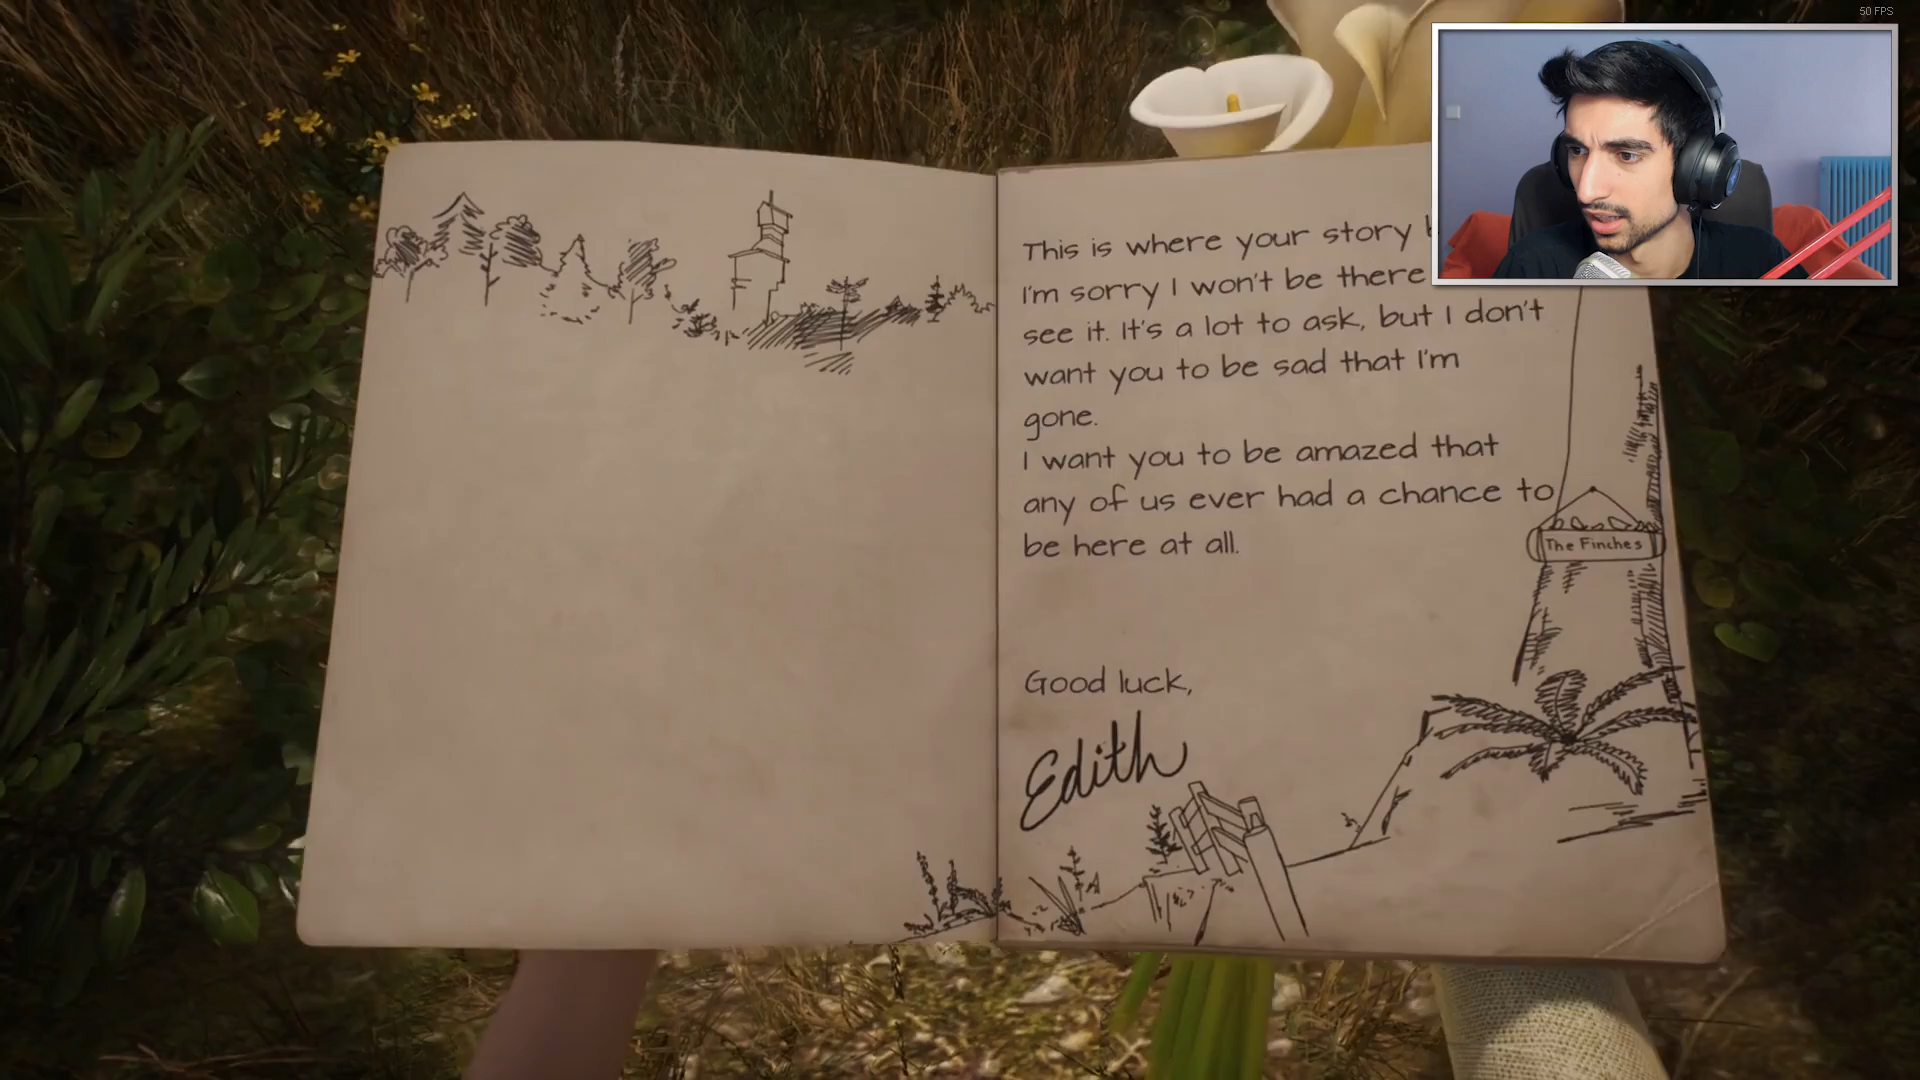 50 FPS
This is where your story
I'm sorry I won't be there
see it. It's a lot to ask, but I don't
want you to be sad that I'm
gone.
I want you to be amazed that
any of us ever had a chance to
be here at all.
The Finches
Good luck,
Edith